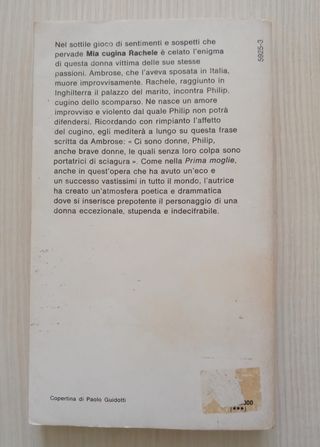 Nel sottile gioco di sentimenti e sospetti che
pervade Mia cugina Rachele è celato l'enigma
di questa donna vittima delle sue stesse
passioni. Ambrose, che l'aveva sposata in Italia,
muore improvvisamente. Rachele, raggiunto in
Inghilterra il palazzo del marito, incontra Philip,
cugino dello scomparso. Ne nasce un amore
improvviso e violento dal quale Philip non potrà
difendersi. Ricordando con rimpianto l'affetto
del cugino, egli mediterà a lungo su questa frase
scritta da Ambrose: « Ci sono donne, Philip,
anche brave donne, le quali senza loro colpa sono
portatrici di sciagura ». Come nella Prima moglie,
anche in quest'opera che ha avuto un'eco e
un successo vastissimi in tutto il mondo, l'autrice
ha creato un'atmosfera poetica e drammatica
dove si inserisce prepotente il personaggio di una
donna eccezionale, stupenda e indecifrabile.
5925-3
Copertina di Paolo Guidotti